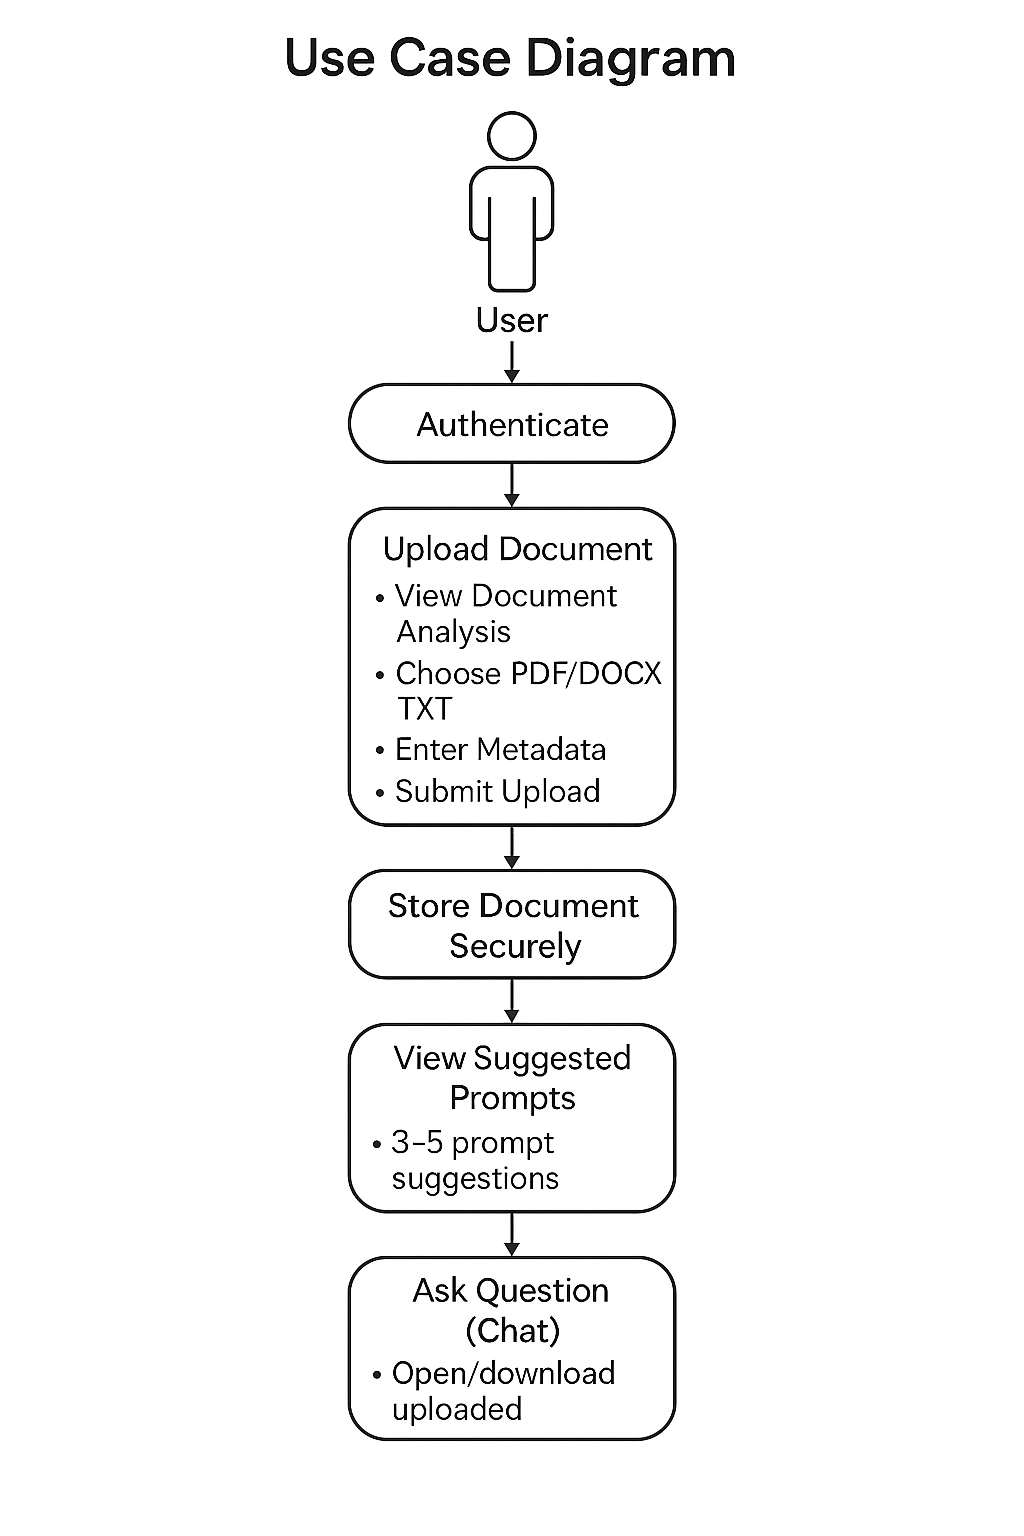 Use Case Diagram
User
Authenticate
Upload Document
• View Document
Analysis
• Choose PDF/DOCX
TXT
• Enter Metadata
• Submit Upload
Store Document
Securely
View Suggested
Prompts
• 3–5 prompt
suggestions
Ask Question
(Chat)
• Open/download
uploaded